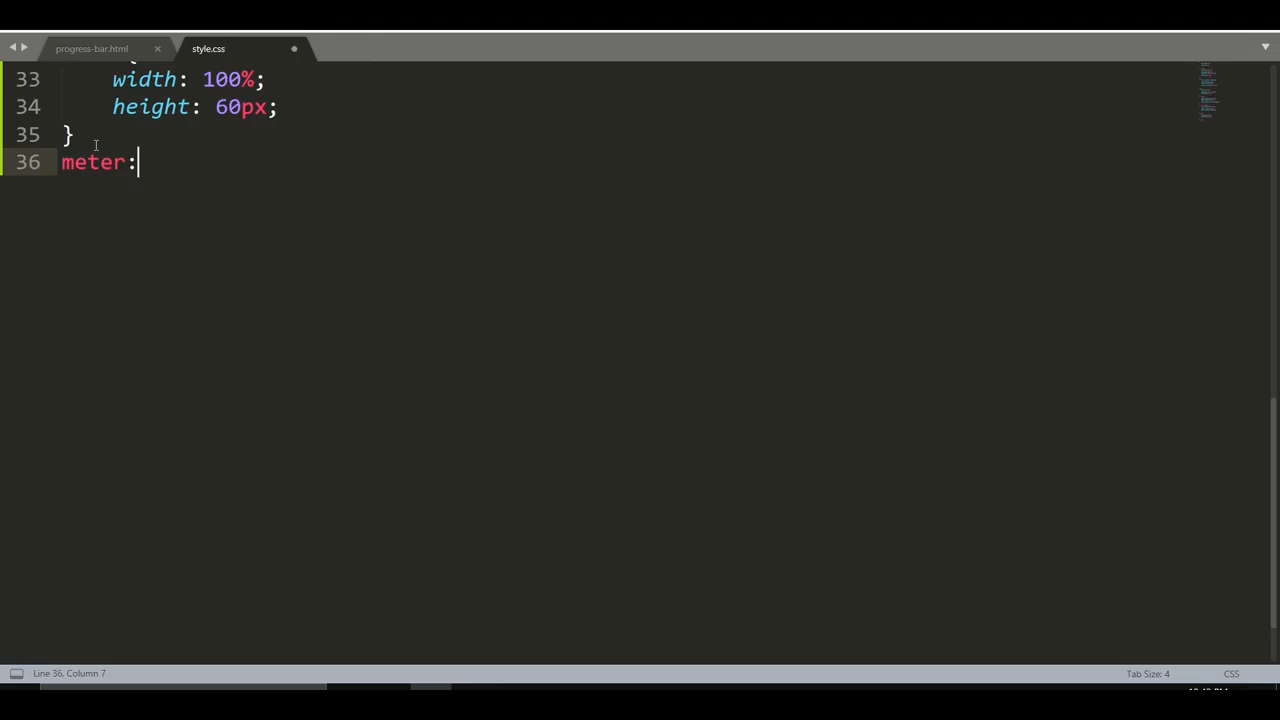 progress-bar.html
style.css
33 width: 100%;
34 height: 60px;
35 }
36 meter:
Line 36, Column 7
Tab Size: 4
CSS